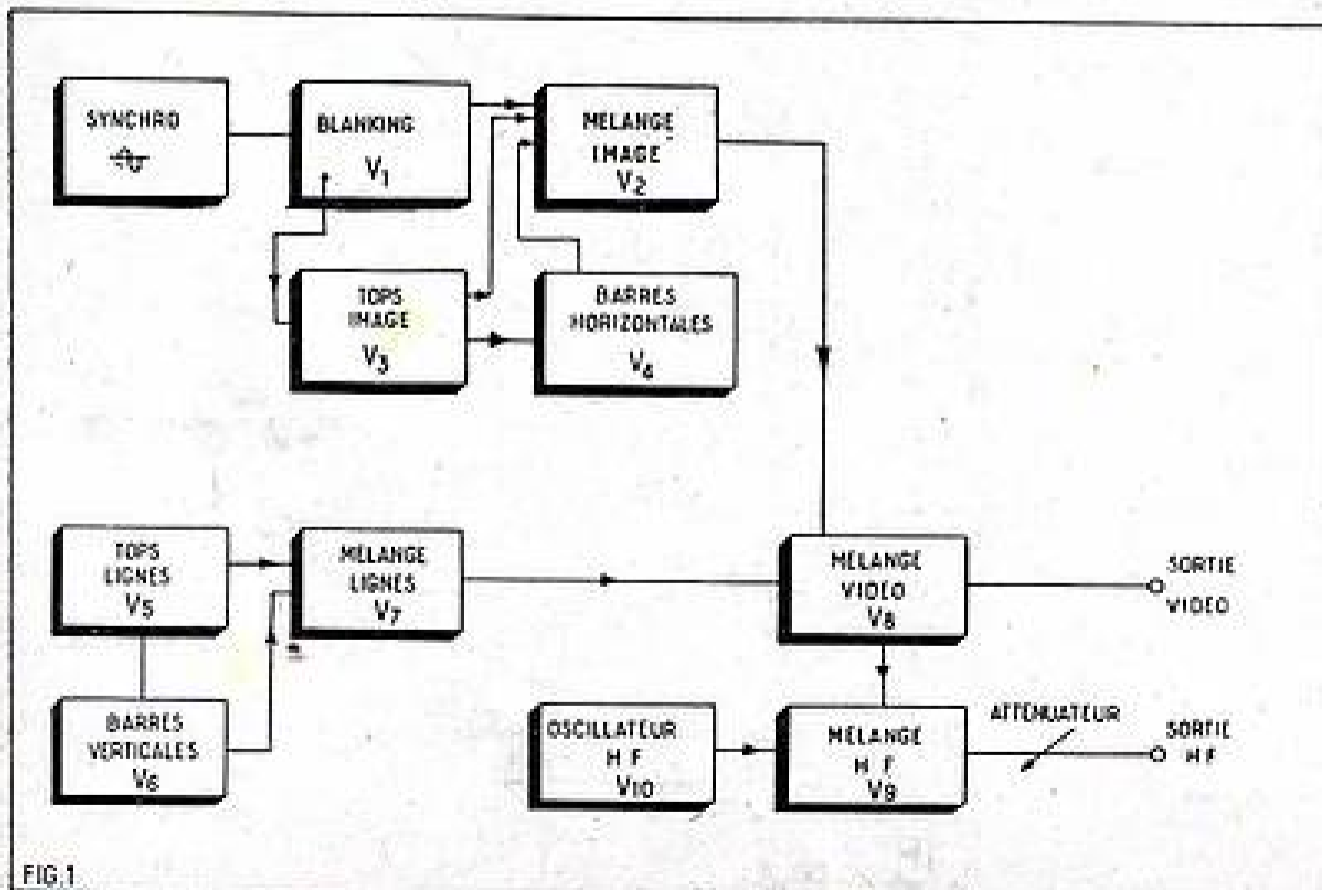 SYNCHRO
BLANKING
V1
MELANGE
IMAGE
V2
TOPS
IMAGE
V3
BARRES
HORIZONTALES
V4
TOPS
LIGNES
V5
MELANGE
LIGNES
V7
MELANGE
VIDEO
V8
SORTIE
VIDEO
BARRES
VERTICALES
V6
OSCILLATEUR
H F
V10
MELANGE
H F
V9
ATTENUATEUR
SORTIE
H F
FIG.1